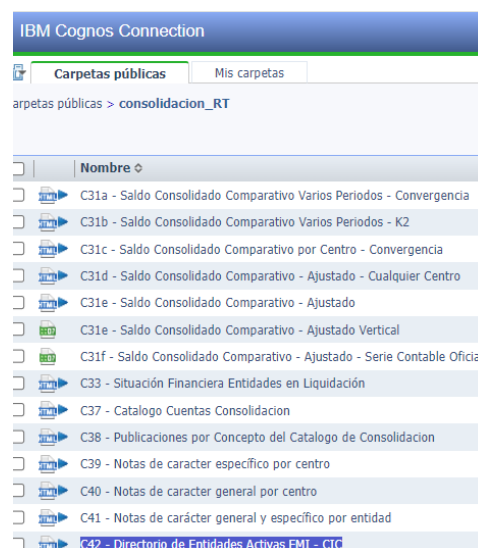 IBM Cognos Connection
Carpetas públicas Mis carpetas
arpetas públicas > consolidacion_RT
Nombre
C31a - Saldo Consolidado Comparativo Varios Periodos - Convergencia
C31b - Saldo Consolidado Comparativo Varios Periodos - K2
C31c - Saldo Consolidado Comparativo por Centro - Convergencia
C31d - Saldo Consolidado Comparativo - Ajustado - Cualquier Centro
C31e - Saldo Consolidado Comparativo - Ajustado
C31e - Saldo Consolidado Comparativo - Ajustado Vertical
C31f - Saldo Consolidado Comparativo - Ajustado - Serie Contable Oficia
C33 - Situación Financiera Entidades en Liquidación
C37 - Catalogo Cuentas Consolidacion
C38 - Publicaciones por Concepto del Catalogo de Consolidacion
C39 - Notas de caracter específico por centro
C40 - Notas de caracter general por centro
C41 - Notas de carácter general y específico por entidad
C42 - Directorio de Entidades Activas FMI - CIC